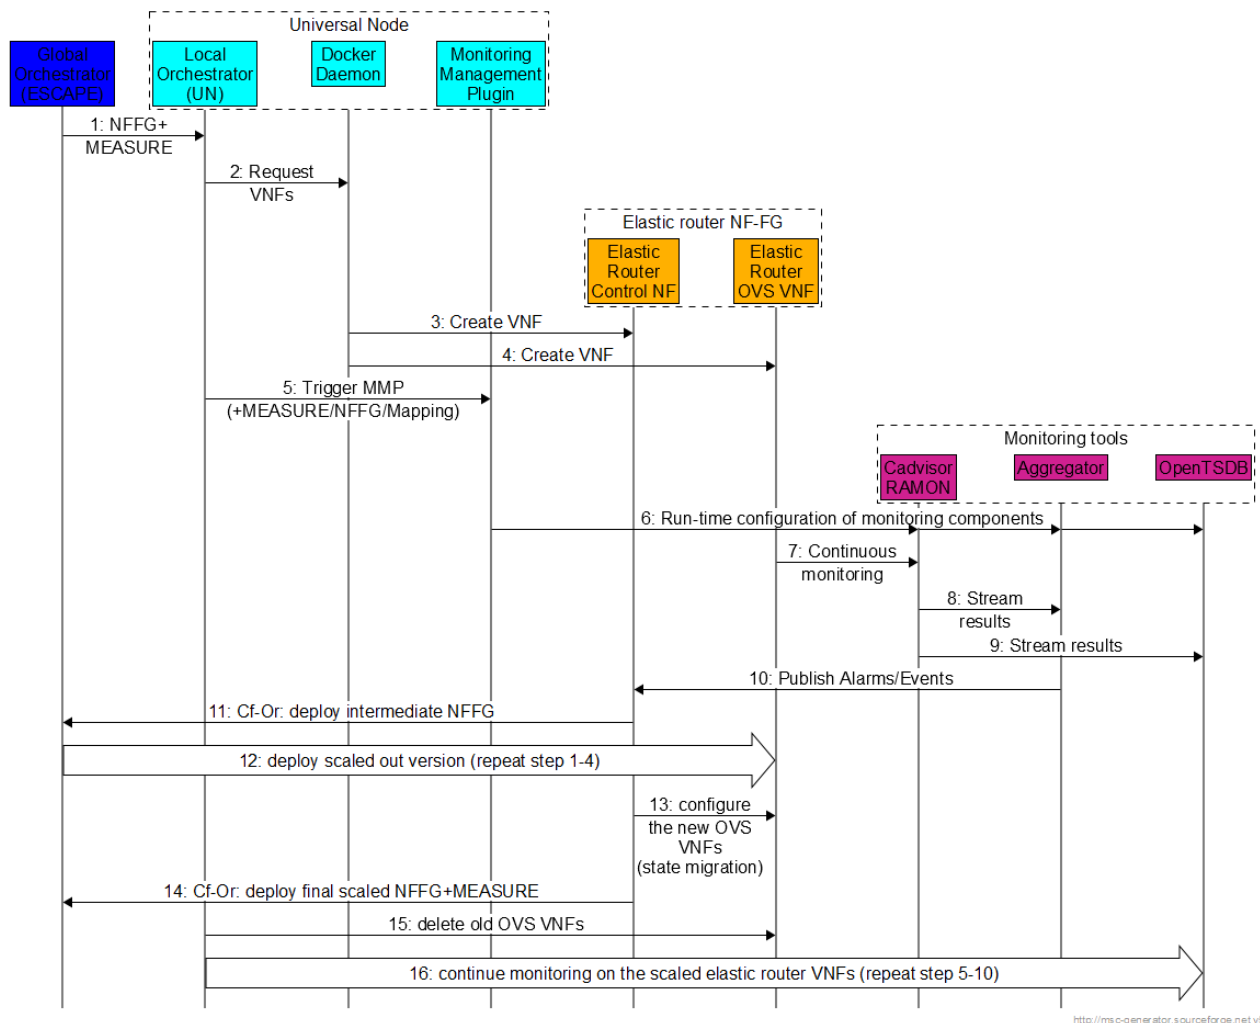 Universal Node
Global
Orchestrator
(ESCAPE)
Local
Orchestrator
(UN)
Docker
Daemon
Monitoring
Management
Plugin
1: NFFG+
MEASURE
2: Request
VNFs
Elastic router NF-FG
Elastic
Router
Control NF
Elastic
Router
OVS VNF
3: Create VNF
4: Create VNF
5: Trigger MMP
(+MEASURE/NFFG/Mapping)
Monitoring tools
Cadvisor
RAMON
Aggregator
OpenTSDB
6: Run-time configuration of monitoring components
7: Continuous
monitoring
8: Stream
results
9: Stream results
10: Publish Alarms/Events
11: Cf-Or: deploy intermediate NFFG
12: deploy scaled out version (repeat step 1-4)
13: configure
the new OVS
VNFs
(state migration)
14: Cf-Or: deploy final scaled NFFG+MEASURE
15: delete old OVS VNFs
16: continue monitoring on the scaled elastic router VNFs (repeat step 5-10)
http://msc-generator.sourceforge.net v